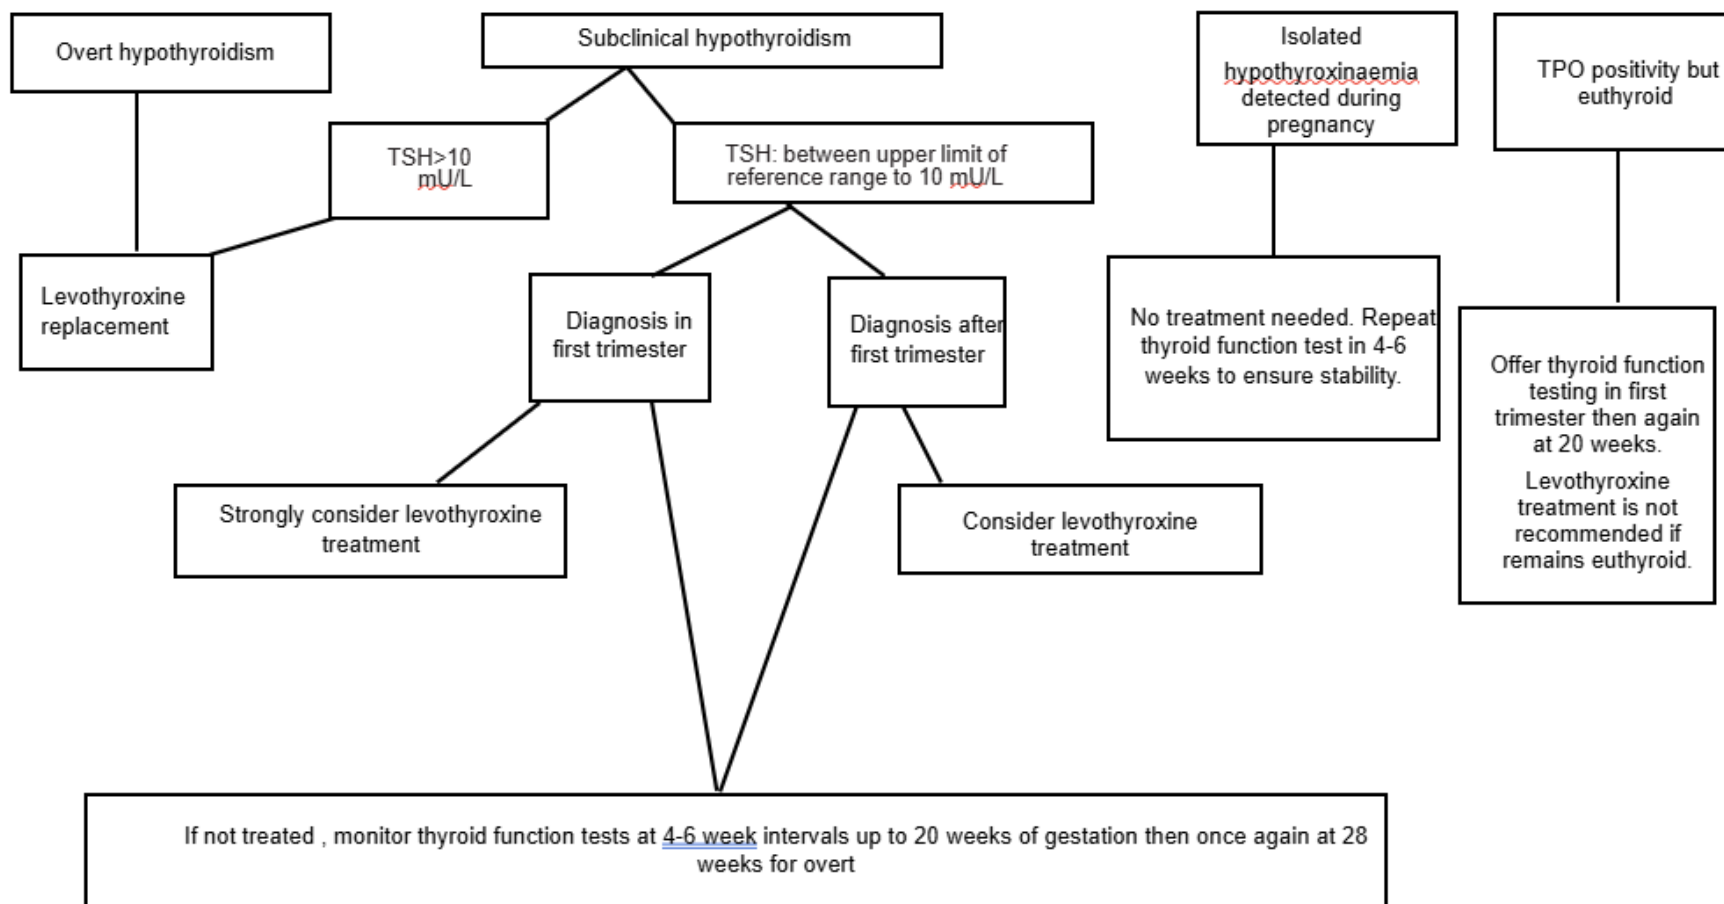 Overt hypothyroidism
Subclinical hypothyroidism
Isolated
hypothyroxinaemia
detected during
pregnancy
TPO positivity but
euthyroid
TSH>10
mU/L
TSH: between upper limit of
reference range to 10 mU/L
Levothyroxine
replacement
Diagnosis in
first trimester
Diagnosis after
first trimester
No treatment needed. Repeat
thyroid function test in 4-6
weeks to ensure stability.
Offer thyroid function
testing in first
trimester then again
at 20 weeks.
Levothyroxine
treatment is not
recommended if
remains euthyroid.
Strongly consider levothyroxine
treatment
Consider levothyroxine
treatment
If not treated , monitor thyroid function tests at 4-6 week intervals up to 20 weeks of gestation then once again at 28
weeks for overt